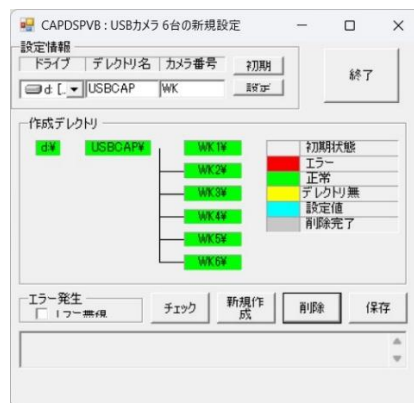 CAPDSPVB : USBカメラ 6台の新規設定
設定情報
ドライブ デレクトリ名 カメラ番号 初期
d: [. USBCAP WK 設定
終了
作成デレクトリ
d:¥ USBCAP¥ WK1¥
WK2¥
WK3¥
WK4¥
WK5¥
WK6¥
初期状態
エラー
正常
デレクトリ無
設定値
削除完了
エラー発生
エラー無視
チェック
新規作
成
削除
保存